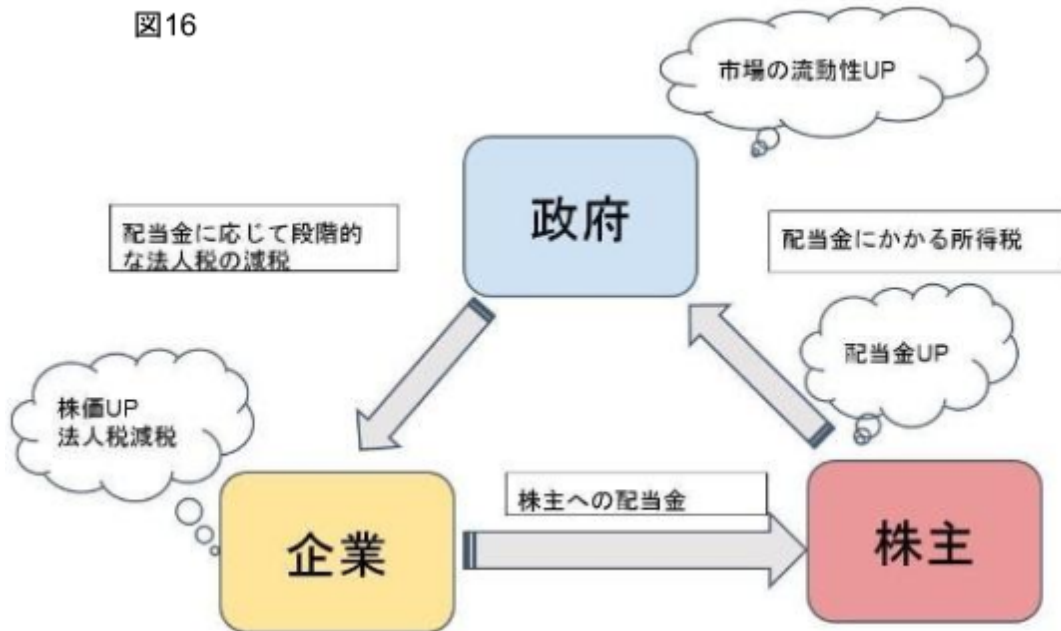 図16
市場の流動性UP
政府
配当金に応じて段階的
な法人税の減税
配当金にかかる所得税
配当金UP
株価UP
法人税減税
株主への配当金
企業
株主